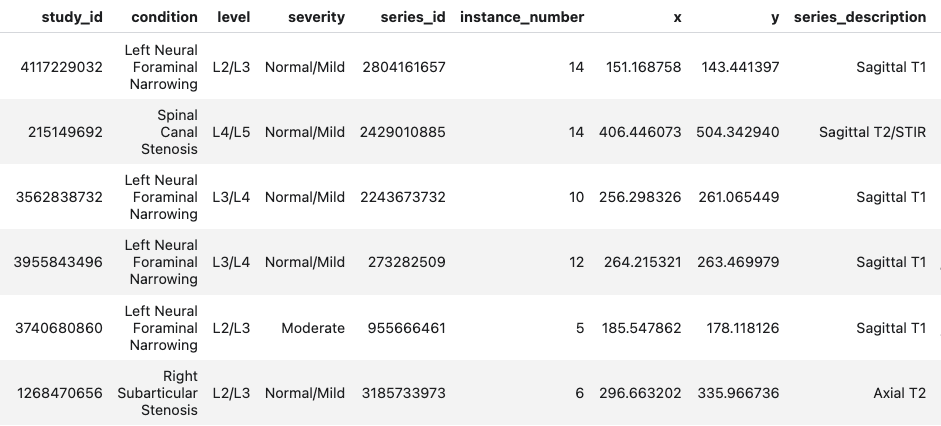 study_id condition level severity series_id instance_number x y series_description
4117229032 Left Neural Foraminal Narrowing L2/L3 Normal/Mild 2804161657 14 151.168758 143.441397 Sagittal T1
215149692 Spinal Canal Stenosis L4/L5 Normal/Mild 2429010885 14 406.446073 504.342940 Sagittal T2/STIR
3562838732 Left Neural Foraminal Narrowing L3/L4 Normal/Mild 2243673732 10 256.298326 261.065449 Sagittal T1
3955843496 Left Neural Foraminal Narrowing L3/L4 Normal/Mild 273282509 12 264.215321 263.469979 Sagittal T1
3740680860 Left Neural Foraminal Narrowing L2/L3 Moderate 955666461 5 185.547862 178.118126 Sagittal T1
1268470656 Right Subarticular Stenosis L2/L3 Normal/Mild 3185733973 6 296.663202 335.966736 Axial T2